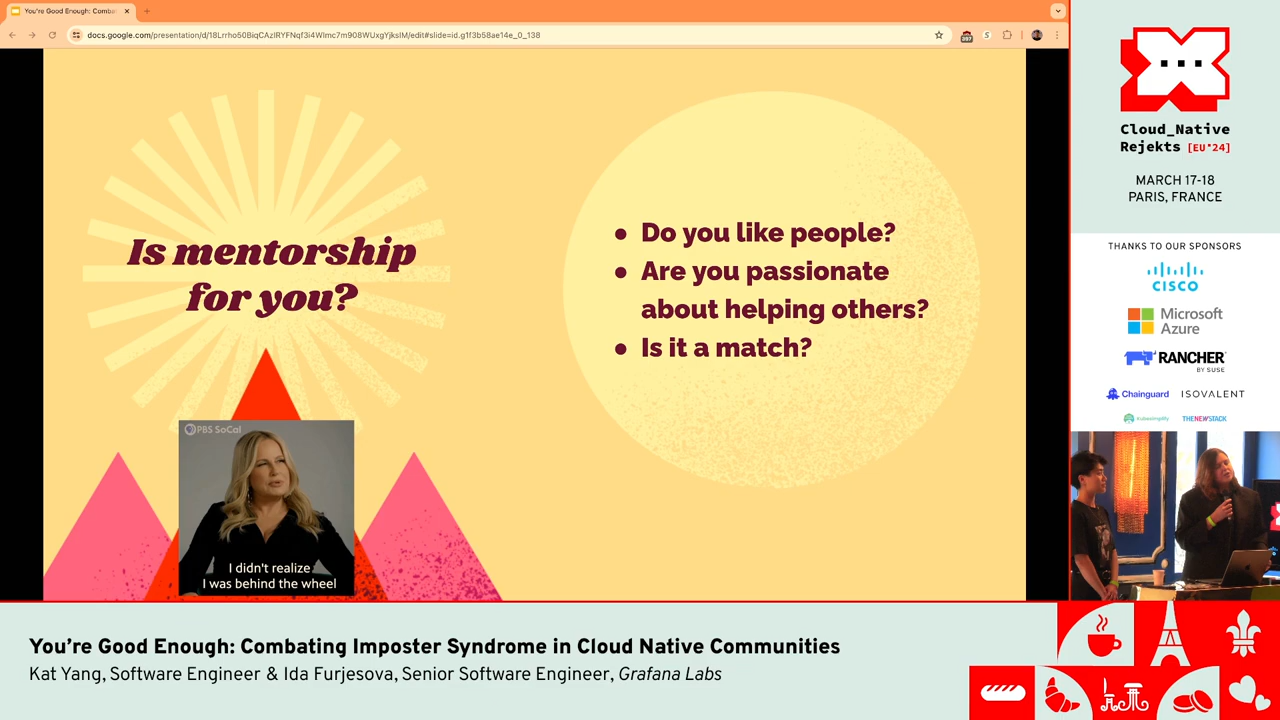 You're Good Enough: Comba
docs.google.com/presentation/d/18Lrrho50BiqCAzIRYFNqf3i4Wlmc7m908WUxgYjksIM/edit#slide=id.g1f3b58ae14e_0_138
Is mentorship
for you?
Do you like people?
Are you passionate
about helping others?
Is it a match?
PBS SoCal
I didn't realize
I was behind the wheel
Cloud_Native
Rejekts [EU'24]
MARCH 17-18
PARIS, FRANCE
THANKS TO OUR SPONSORS
CISCO
Microsoft
Azure
RANCHER
BY SUSE
Chainguard ISOVALENT
Kubesimplify THENEWSTACK
You're Good Enough: Combating Imposter Syndrome in Cloud Native Communities
Kat Yang, Software Engineer & Ida Furjesova, Senior Software Engineer, Grafana Labs